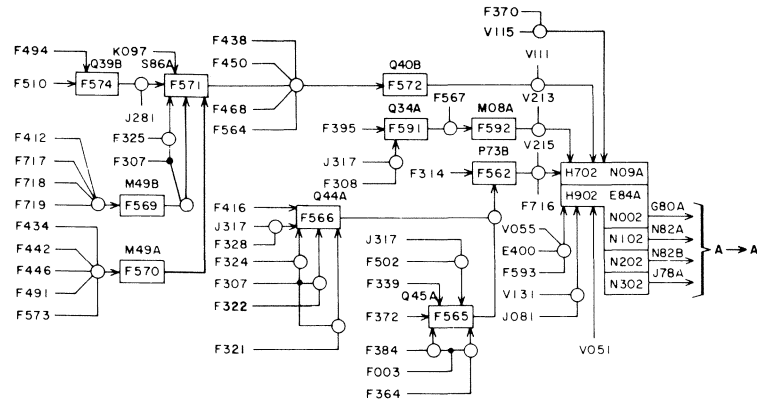 F370
V115
F494
K097
F438
V111
Q39B
S86A
F450
Q40B
F510
F574
F571
F572
F468
J281
F564
Q34A
F567
M08A
V213
F325
F395
F591
F592
F412
F307
P73B
V215
F717
J317
F718
M49B
F308
F314
F562
H702 N09A
F719
F569
Q44A
F716
H902 E84A
F434
F416
F566
G80A
M49A
J317
V055
N002
F442
F328
J317
E400
N82A
F446
F570
F324
F502
F593
N102
A → A
F491
F307
F339
N82B
N202
F573
F322
Q45A
V131
J78A
N302
F372
F565
J081
F321
F384
V051
F003
F364